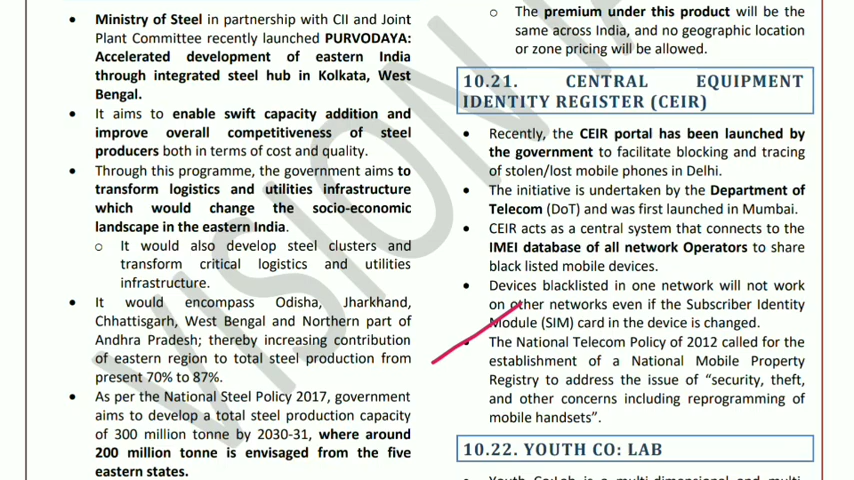 • Ministry of Steel in partnership with CII and Joint
Plant Committee recently launched PURVODAYA:
Accelerated development of eastern India
through integrated steel hub in Kolkata, West
Bengal.
• It aims to enable swift capacity addition and
improve overall competitiveness of steel
producers both in terms of cost and quality.
• Through this programme, the government aims to
transform logistics and utilities infrastructure
which would change the socio-economic
landscape in the eastern India.
o It would also develop steel clusters and
transform critical logistics and utilities
infrastructure.
• It would encompass Odisha, Jharkhand,
Chhattisgarh, West Bengal and Northern part of
Andhra Pradesh; thereby increasing contribution
of eastern region to total steel production from
present 70% to 87%.
• As per the National Steel Policy 2017, government
aims to develop a total steel production capacity
of 300 million tonne by 2030-31, where around
200 million tonne is envisaged from the five
eastern states.
o The premium under this product will be the
same across India, and no geographic location
or zone pricing will be allowed.
10.21. CENTRAL EQUIPMENT
IDENTITY REGISTER (CEIR)
• Recently, the CEIR portal has been launched by
the government to facilitate blocking and tracing
of stolen/lost mobile phones in Delhi.
• The initiative is undertaken by the Department of
Telecom (DoT) and was first launched in Mumbai.
• CEIR acts as a central system that connects to the
IMEI database of all network Operators to share
black listed mobile devices.
• Devices blacklisted in one network will not work
on other networks even if the Subscriber Identity
Module (SIM) card in the device is changed.
• The National Telecom Policy of 2012 called for the
establishment of a National Mobile Property
Registry to address the issue of “security, theft,
and other concerns including reprogramming of
mobile handsets”.
10.22. YOUTH CO: LAB
VISION IA